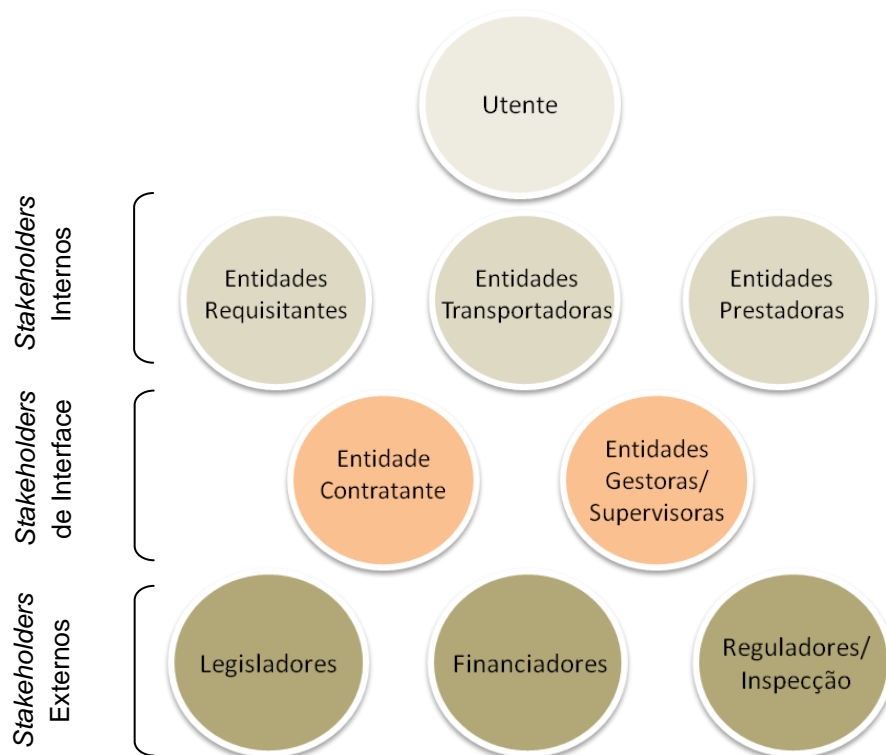 Utente
Stakeholders
Internos
Entidades
Requisitantes
Entidades
Transportadoras
Entidades
Prestadoras
Stakeholders
de Interface
Entidade
Contratante
Entidades
Gestoras/
Supervisoras
Stakeholders
Externos
Legisladores
Financiadores
Reguladores/
Inspecção